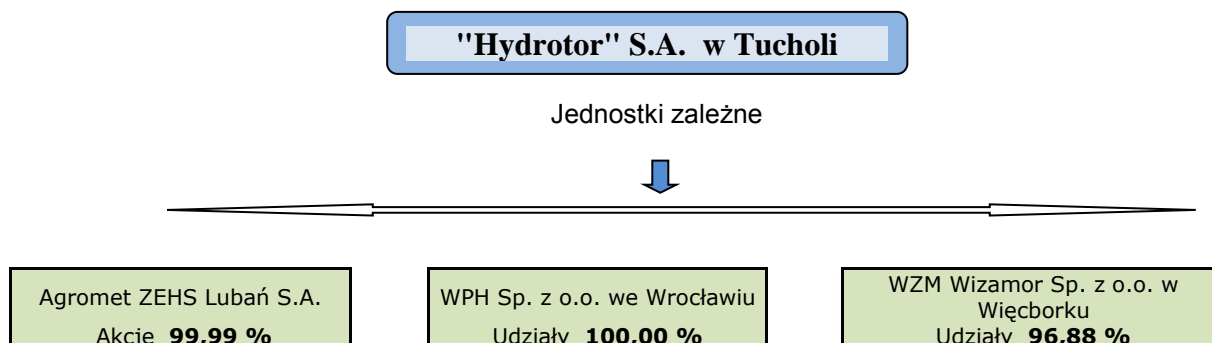 "Hydrotor" S.A. w Tucholi
Jednostki zależne
Agromet ZEHS Lubań S.A.
Akcje 99,99 %
WPH Sp. z o.o. we Wrocławiu
Udziały 100,00 %
WZM Wizamor Sp. z o.o. w
Więcborku
Udziały 96,88 %